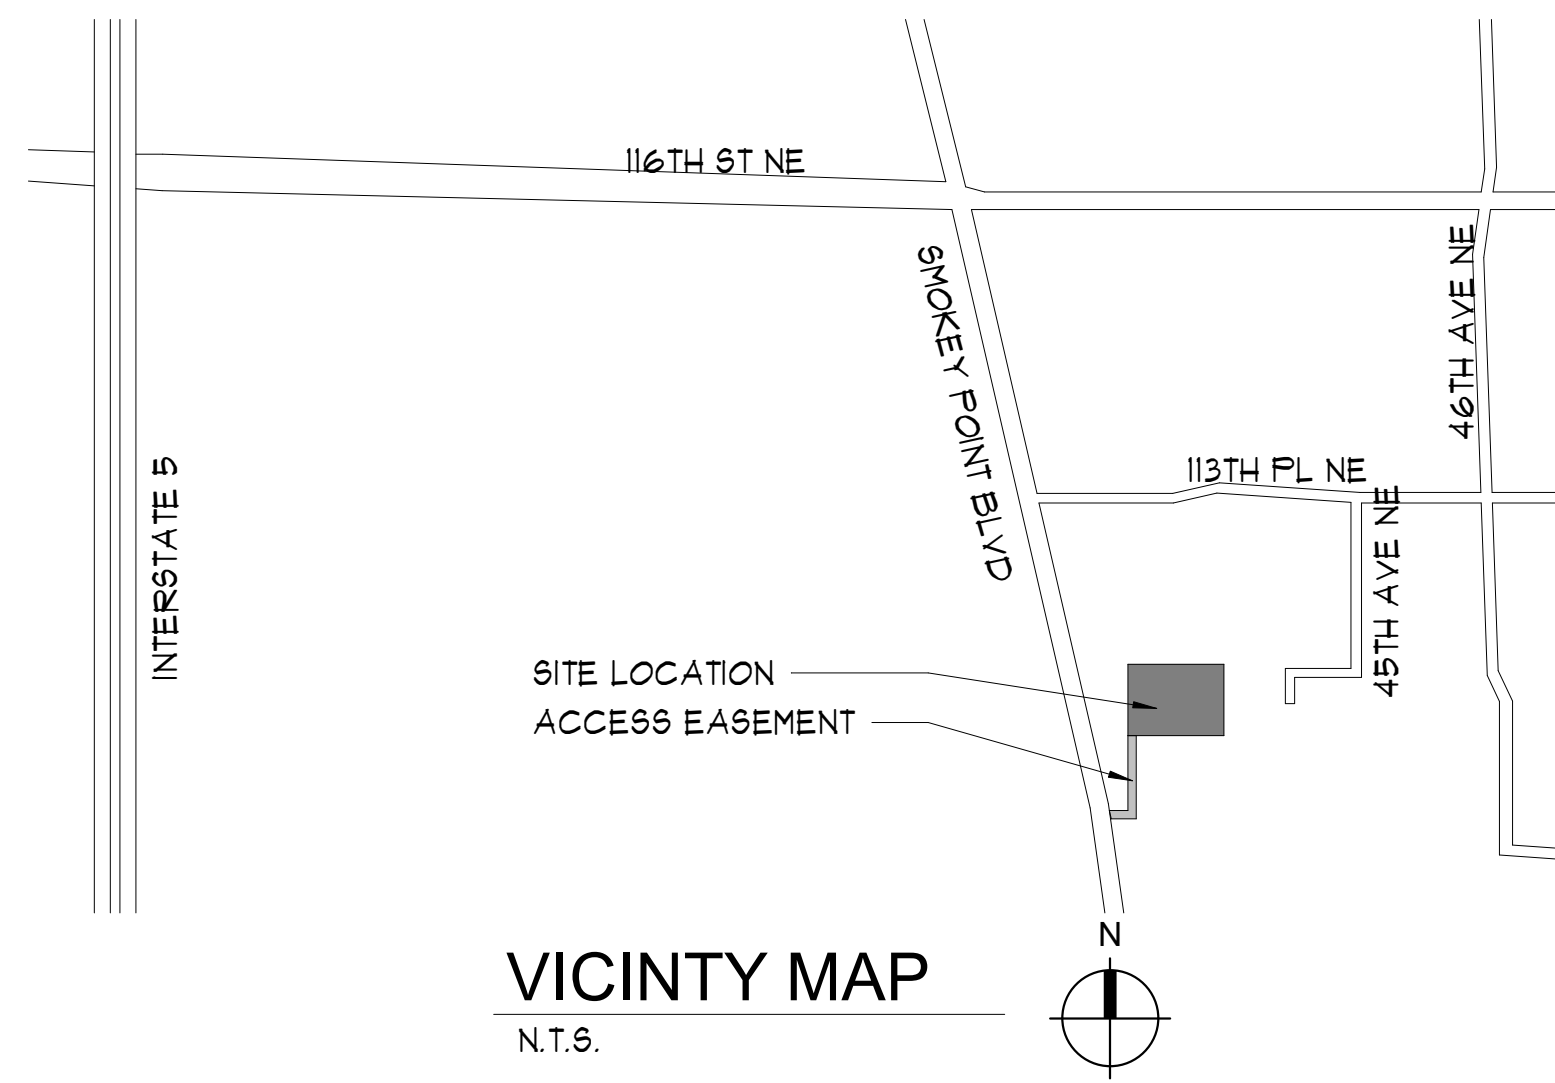 116TH ST NE
SMOKEY POINT BLVD
46TH AVE NE
113TH PL NE
45TH AVE NE
INTERSTATE 5
SITE LOCATION
ACCESS EASEMENT
N
VICINTY MAP
N.T.S.